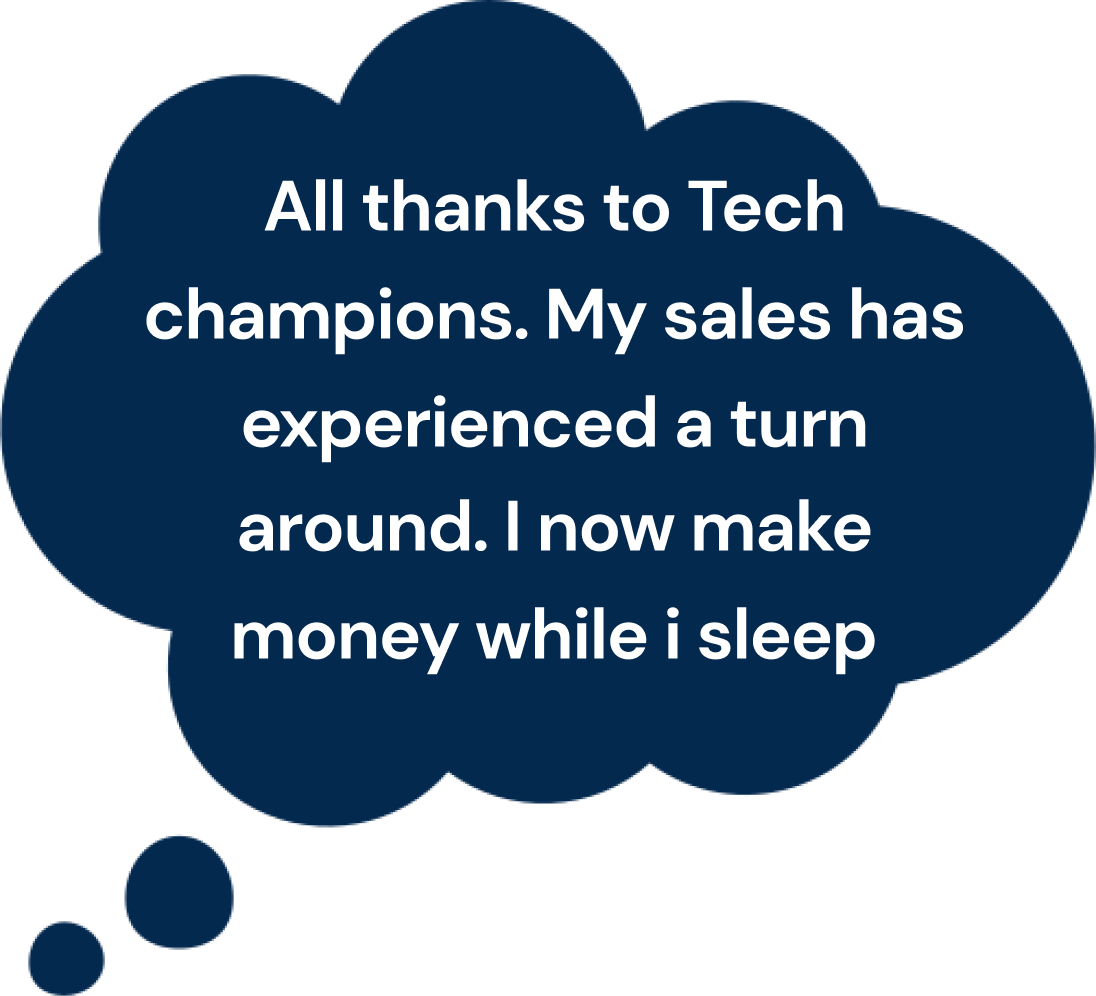 All thanks to Tech
champions. My sales has
experienced a turn
around. I now make
money while i sleep